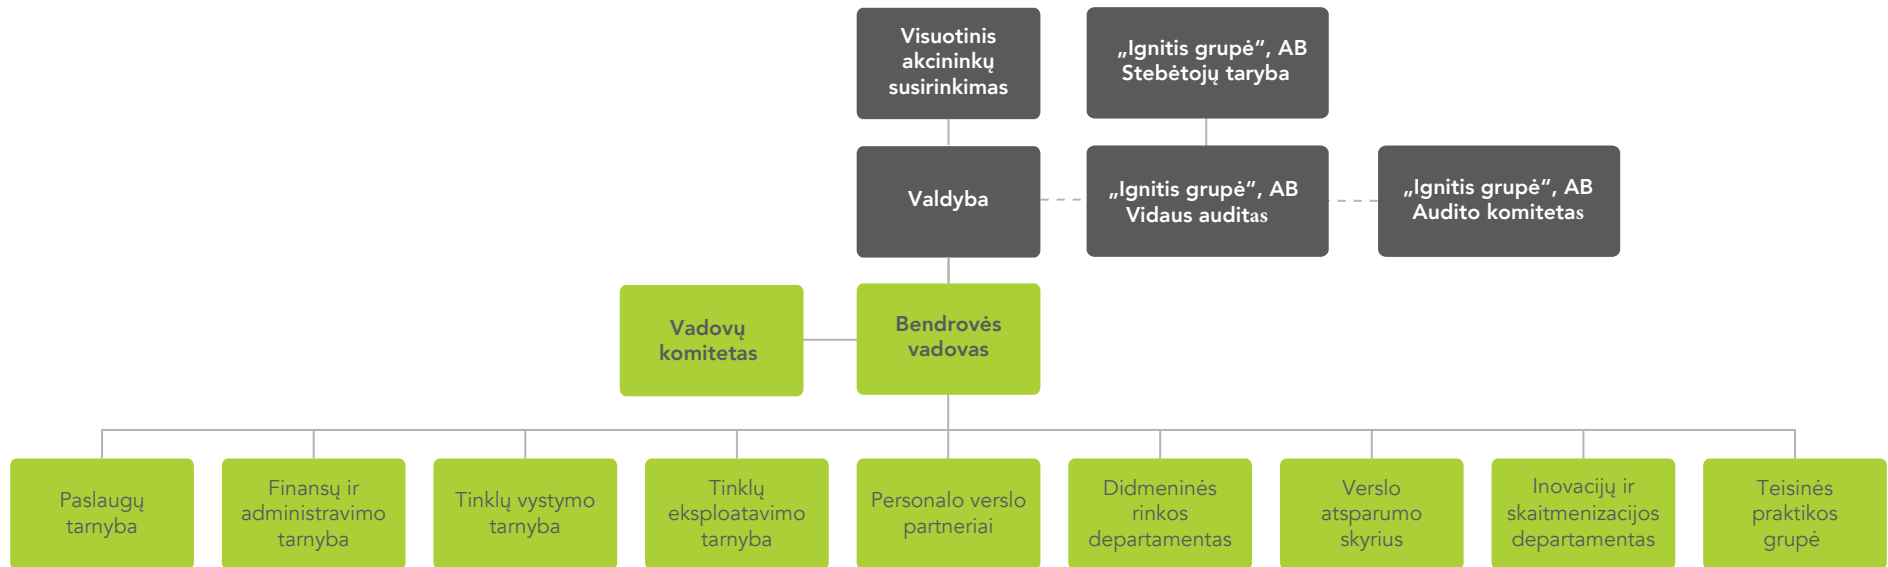 Visuotinis
akcininkų
susirinkimas
„Ignitis grupė“, AB
Stebėtojų taryba
Valdyba
„Ignitis grupė“, AB
Vidaus auditas
„Ignitis grupė“, AB
Audito komitetas
Vadovų
komitetas
Bendrovės
vadovas
Paslaugų
tarnyba
Finansų ir
administravimo
tarnyba
Tinklų vystymo
tarnyba
Tinklų
eksploatavimo
tarnyba
Personalo verslo
partneriai
Didmeninės
rinkos
departamentas
Verslo
atsparumo
skyrius
Inovacijų ir
skaitmenizacijos
departamentas
Teisinės
praktikos
grupė